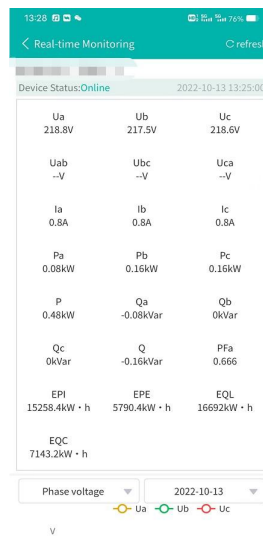 13:28 76%
Real-time Monitoring refresh
Device Status:Online 2022-10-13 13:25:00
Ua Ub Uc
218.8V 217.5V 218.6V
Uab Ubc Uca
--V --V --V
Ia Ib Ic
0.8A 0.8A 0.8A
Pa Pb Pc
0.08kW 0.16kW 0.16kW
P Qa Qb
0.48kW -0.08kVar 0kVar
Qc Q PFa
0kVar -0.16kVar 0.666
EPI EPE EQL
15258.4kW·h 5790.4kW·h 16692kW·h
EQC
7143.2kW·h
Phase voltage 2022-10-13
Ua Ub Uc
V